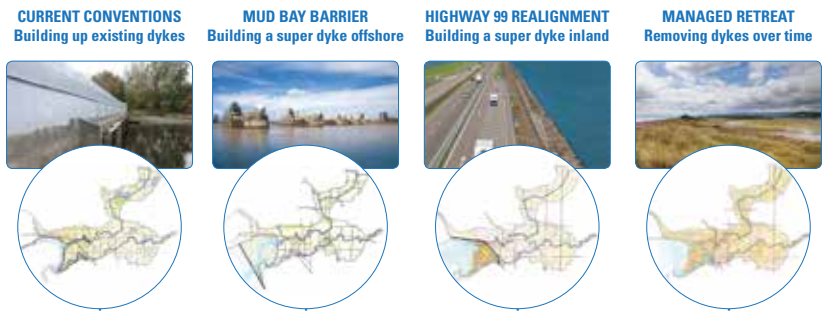 CURRENT CONVENTIONS
Building up existing dykes
MUD BAY BARRIER
Building a super dyke offshore
HIGHWAY 99 REALIGNMENT
Building a super dyke inland
MANAGED RETREAT
Removing dykes over time